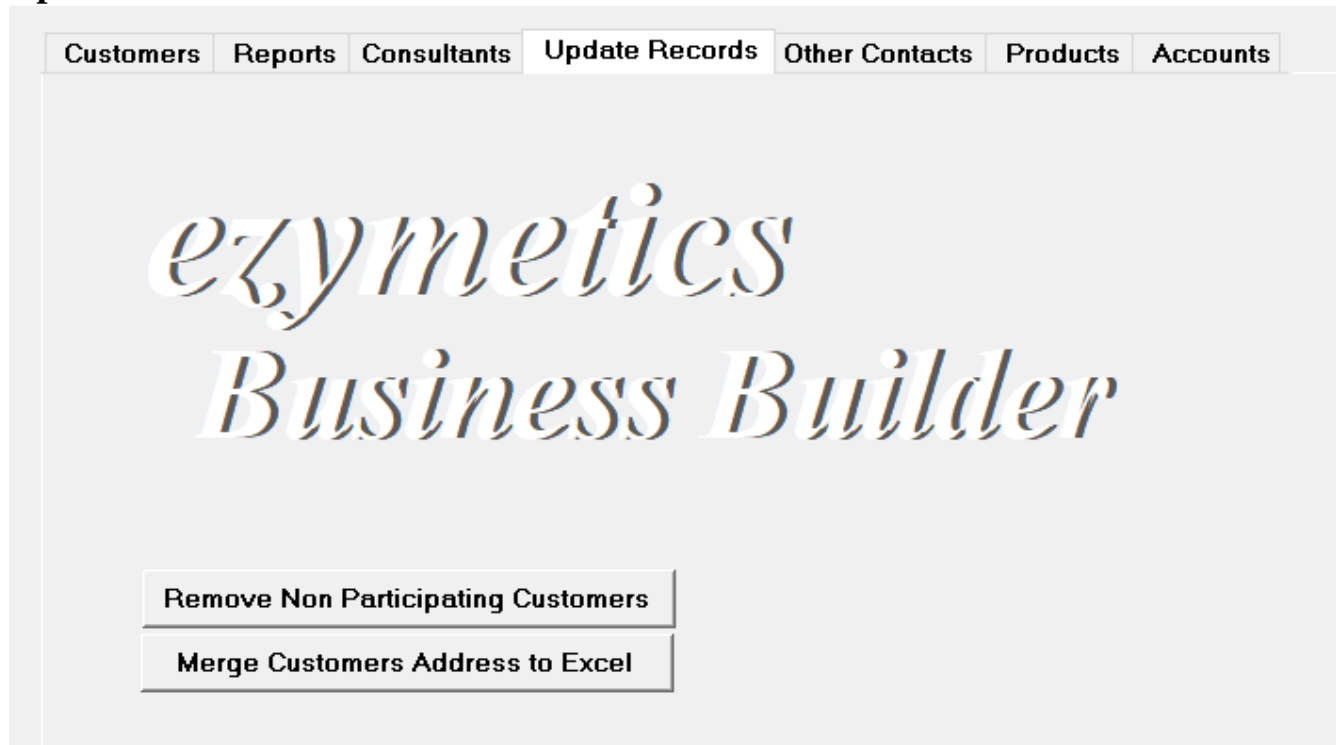 Customers Reports Consultants Update Records Other Contacts Products Accounts
ezymetics
Business Builder
Remove Non Participating Customers
Merge Customers Address to Excel